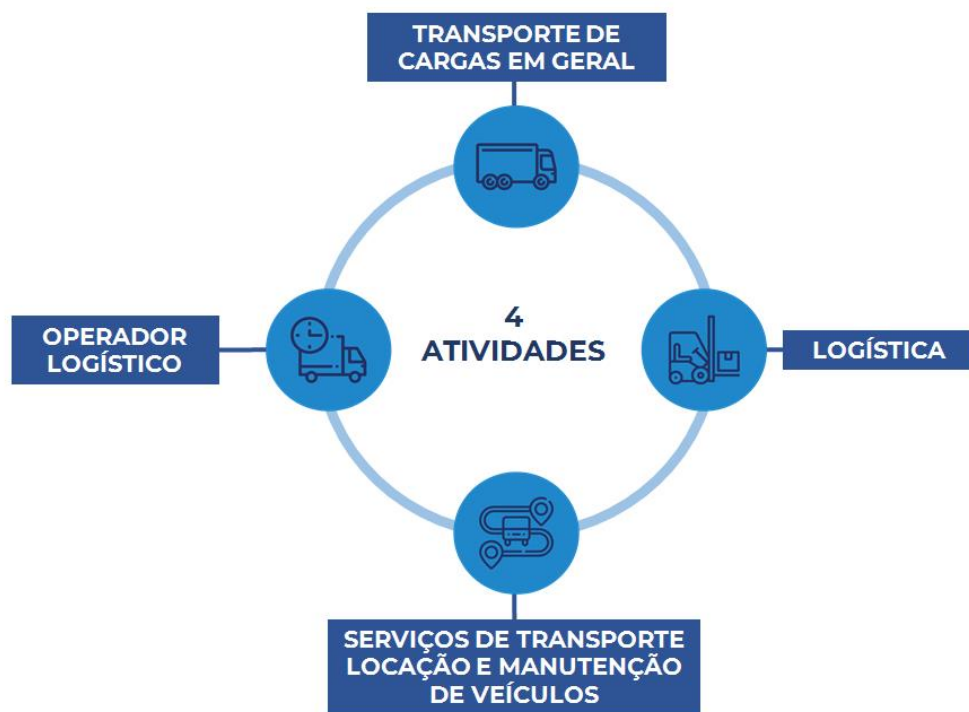 TRANSPORTE DE
CARGAS EM GERAL
OPERADOR
LOGÍSTICO
4
ATIVIDADES
LOGÍSTICA
SERVIÇOS DE TRANSPORTE
LOCAÇÃO E MANUTENÇÃO
DE VEÍCULOS